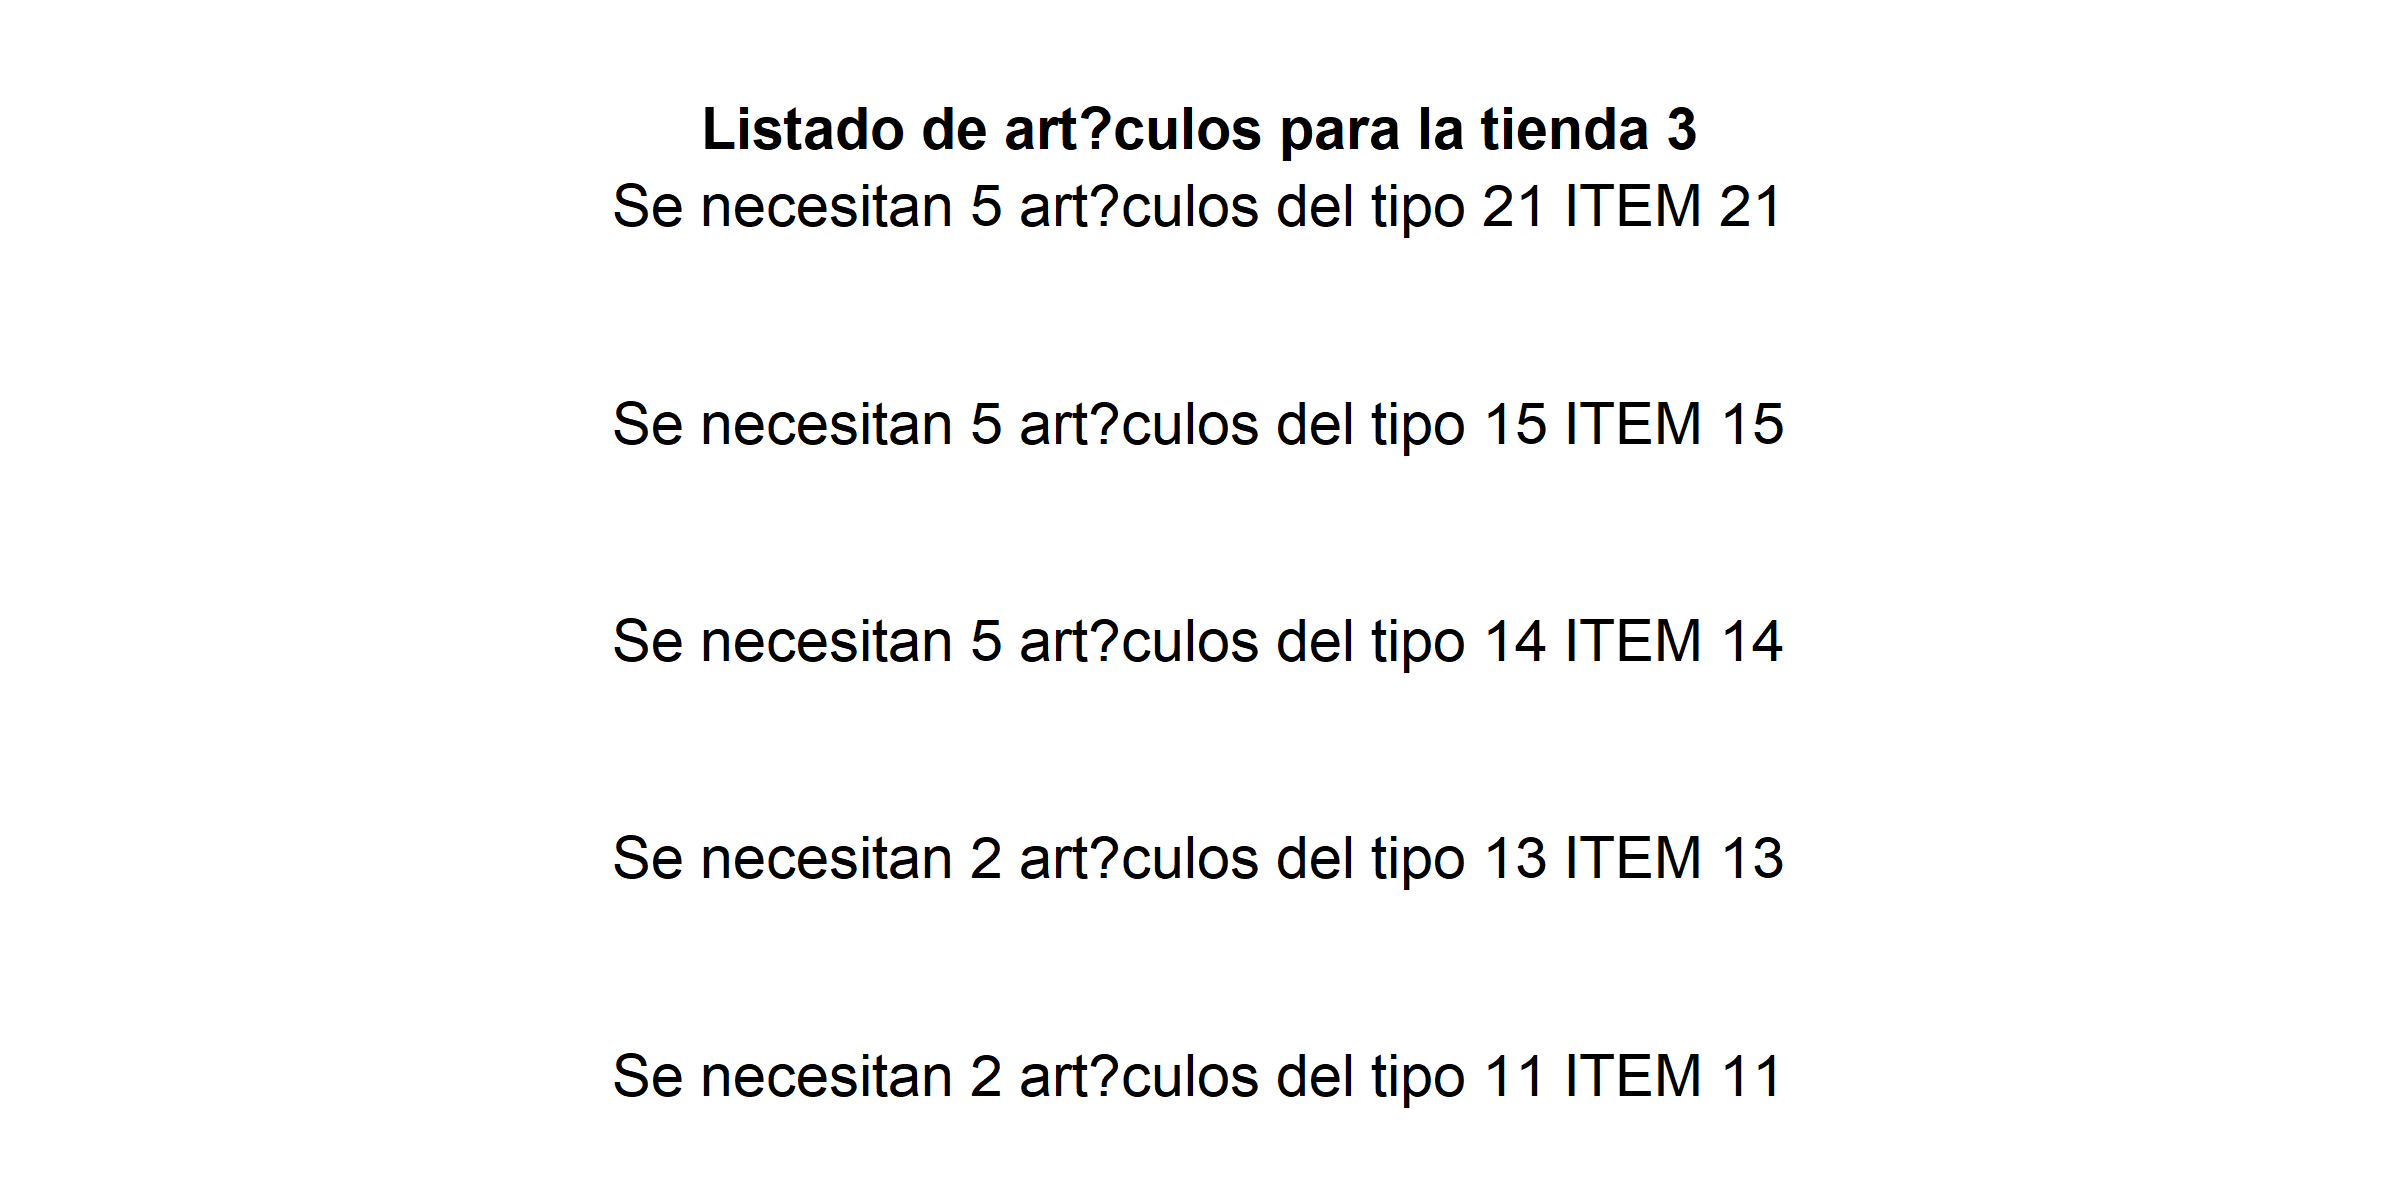 Listado de art?culos para la tienda 3
Se necesitan 5 art?culos del tipo 21 ITEM 21
Se necesitan 5 art?culos del tipo 15 ITEM 15
Se necesitan 5 art?culos del tipo 14 ITEM 14
Se necesitan 2 art?culos del tipo 13 ITEM 13
Se necesitan 2 art?culos del tipo 11 ITEM 11